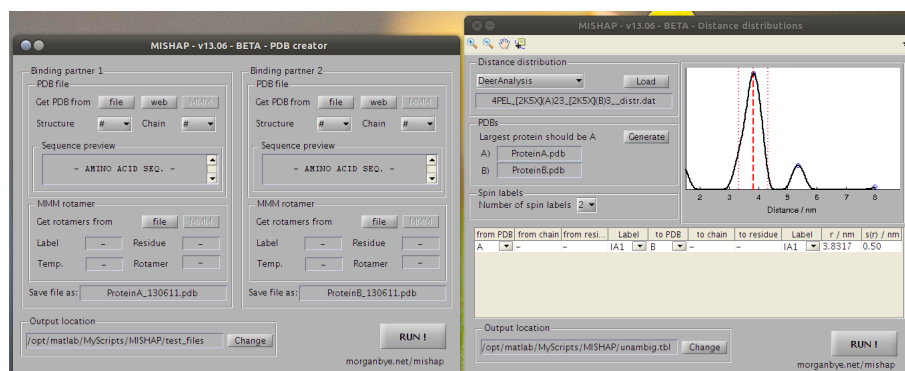 MISHAP - v13.06 - BETA - PDB creator
Binding partner 1
PDB file
Get PDB from file web MMM
Structure # Chain #
Sequence preview
- AMINO ACID SEQ. -
MMM rotamer
Get rotamers from file MMM
Label - Residue -
Temp. - Rotamer -
Save file as: ProteinA_130611.pdb
Binding partner 2
PDB file
Get PDB from file web MMM
Structure # Chain #
Sequence preview
- AMINO ACID SEQ. -
MMM rotamer
Get rotamers from file MMM
Label - Residue -
Temp. - Rotamer -
Save file as: ProteinB_130611.pdb
Output location
/opt/matlab/MyScripts/MISHAP/test_files Change
RUN !
morganbye.net/mishap
MISHAP - v13.06 - BETA - Distance distributions
Distance distribution
DeerAnalysis Load
4PEL_[2K5X](A)23_[2K5X](B)3__distr.dat
PDBs
Largest protein should be A Generate
A) ProteinA.pdb
B) ProteinB.pdb
Spin labels
Number of spin labels 2
2 3 4 5 6 7 8
Distance / nm
from PDB from chain from resi... Label to PDB to chain to residue Label r / nm s(r) / nm
A - - IA1 B - - IA1 3.8317 0.50
Output location
/opt/matlab/MyScripts/MISHAP/unambig.tbl Change
RUN !
morganbye.net/mishap